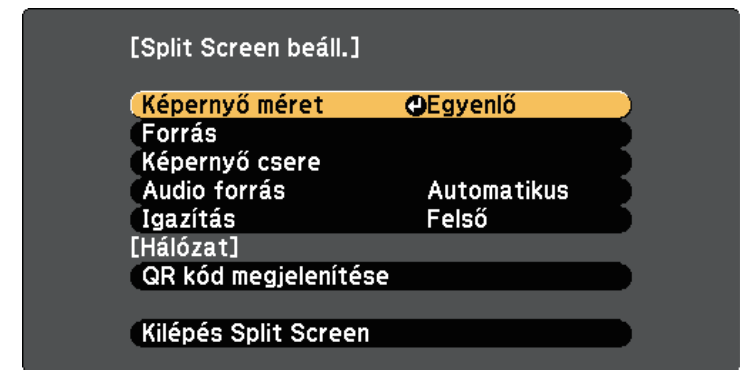 [Split Screen beáll.]
Képernyő méret Egyenlő
Forrás
Képernyő csere
Audio forrás Automatikus
Igazítás Felső
[Hálózat]
QR kód megjelenítése
Kilépés Split Screen